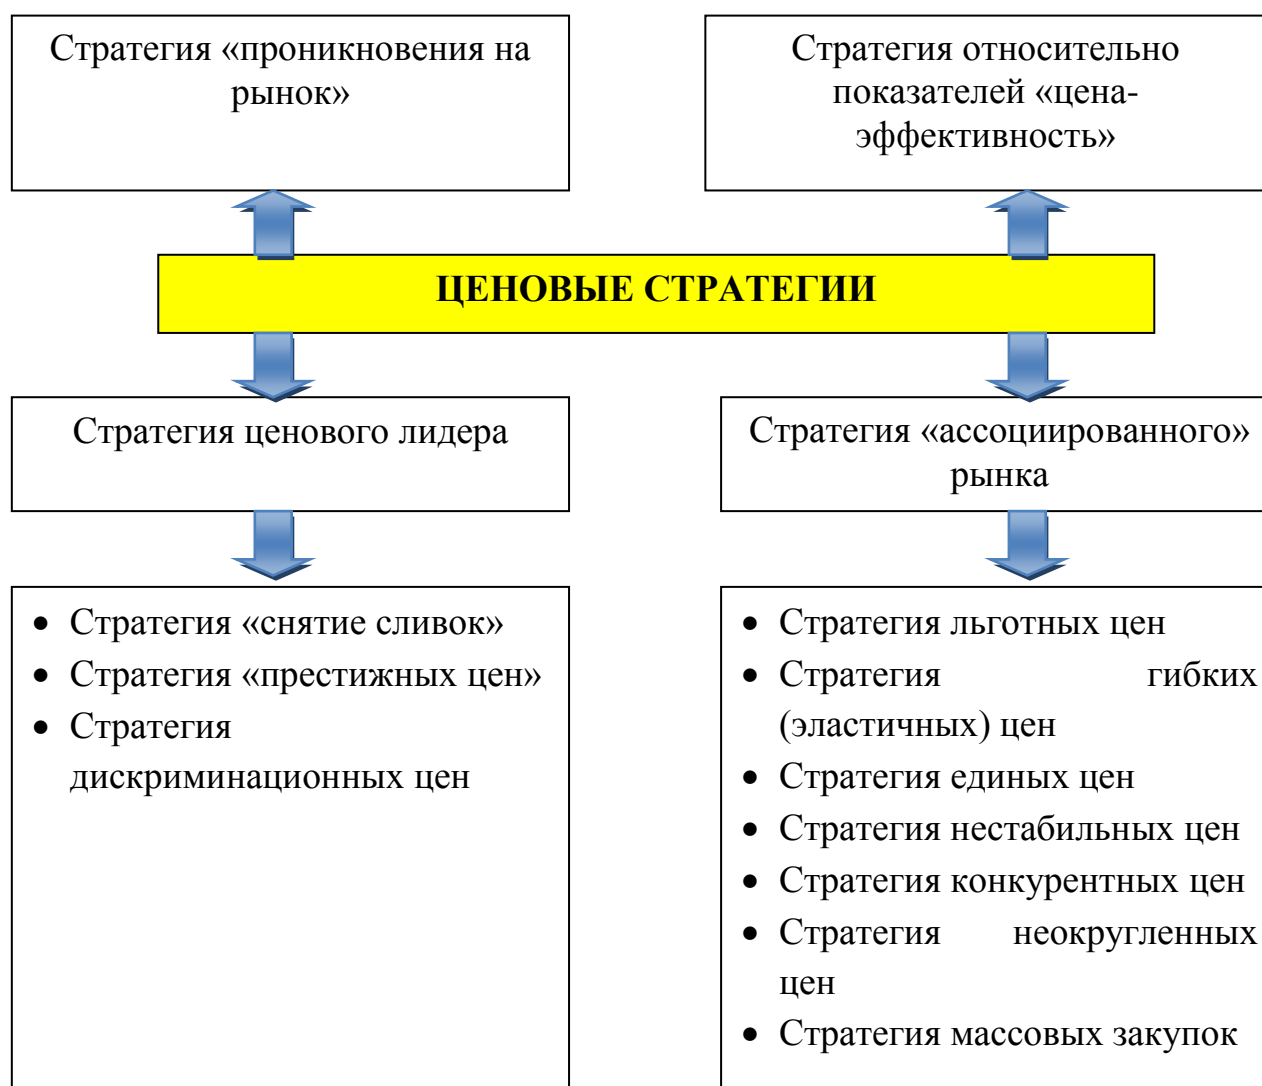 Стратегия «проникновения на
рынок»
Стратегия относительно
показателей «цена-
эффективность»
ЦЕНОВЫЕ СТРАТЕГИИ
Стратегия ценового лидера
Стратегия «ассоциированного»
рынка
• Стратегия «снятие сливок»
• Стратегия «престижных цен»
• Стратегия
дискриминационных цен
• Стратегия льготных цен
• Стратегия гибких
(эластичных) цен
• Стратегия единых цен
• Стратегия нестабильных цен
• Стратегия конкурентных цен
• Стратегия неокругленных
цен
• Стратегия массовых закупок